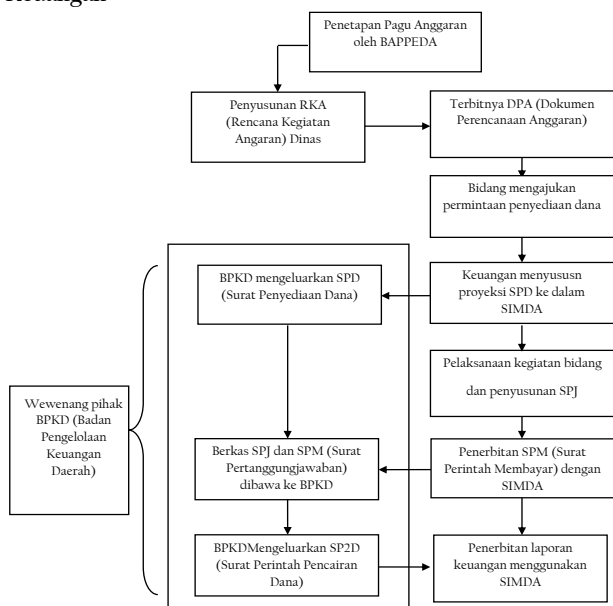 Penetapan Pagu Anggaran
oleh BAPPEDA
Penyusunan RKA
(Rencana Kegiatan
Angaran) Dinas
Terbitnya DPA (Dokumen
Perencanaan Anggaran)
Bidang mengajukan
permintaan penyediaan dana
BPKD mengeluarkan SPD
(Surat Penyediaan Dana)
Keuangan menyususn
proyeksi SPD ke dalam
SIMDA
Pelaksanaan kegiatan bidang
dan penyusunan SPJ
Wewenang pihak
BPKD (Badan
Pengelolaan
Keuangan
Daerah)
Berkas SPJ dan SPM (Surat
Pertanggungjawaban)
dibawa ke BPKD
Penerbitan SPM (Surat
Perintah Membayar) dengan
SIMDA
BPKDMengeluarkan SP2D
(Surat Perintah Pencairan
Dana)
Penerbitan laporan
keuangan menggunakan
SIMDA